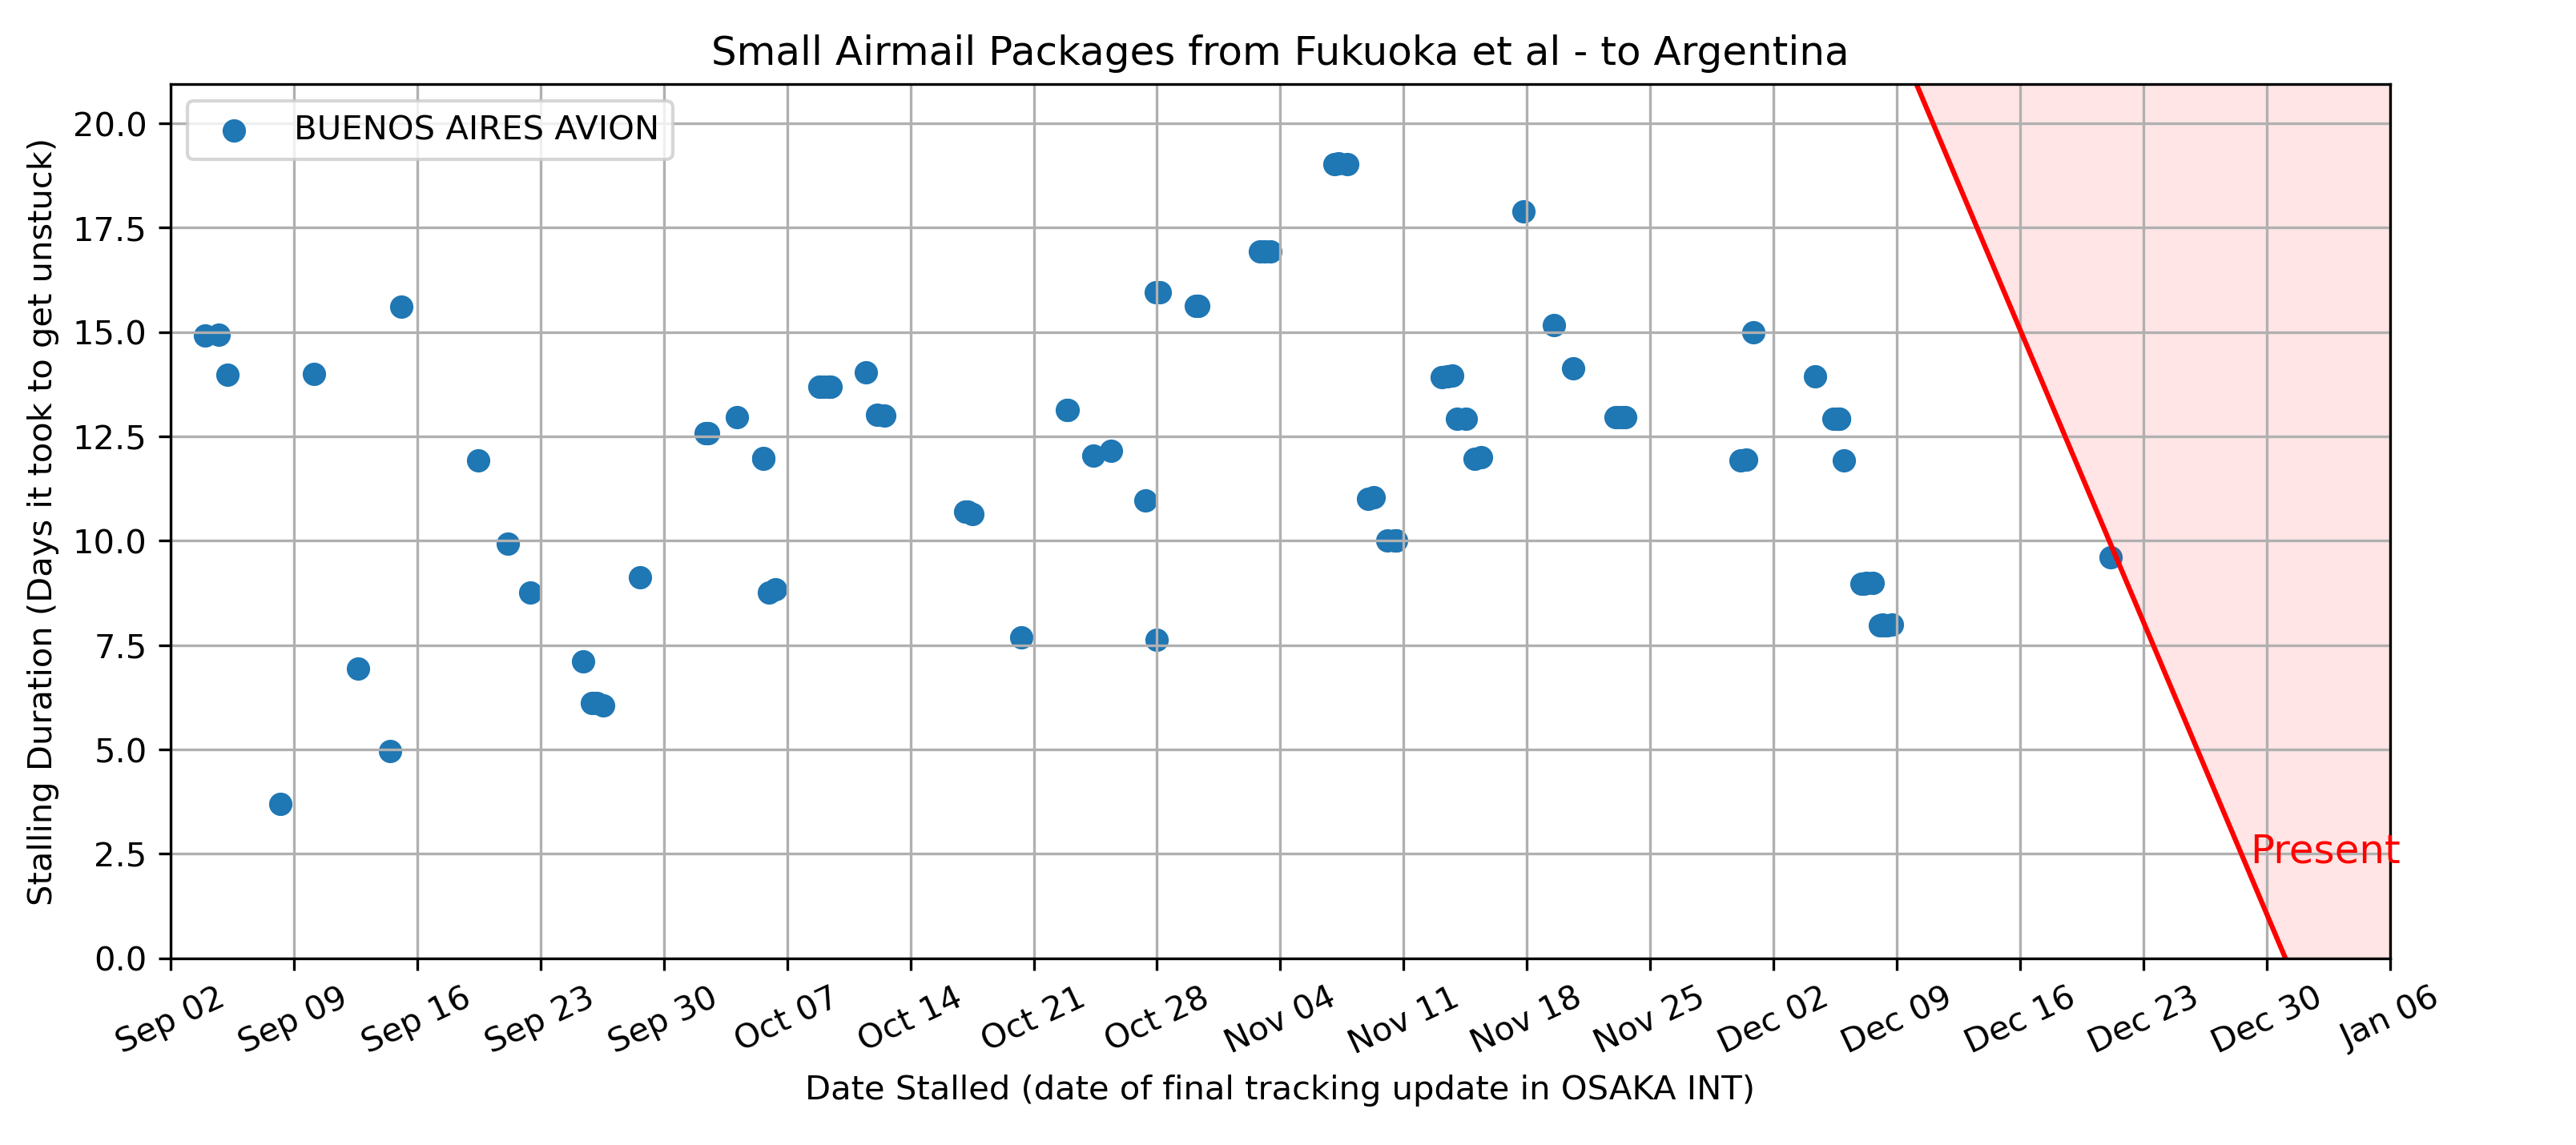 Small Airmail Packages from Fukuoka et al - to Argentina
BUENOS AIRES AVION
Stalling Duration (Days it took to get unstuck)
20.0
17.5
15.0
12.5
10.0
7.5
5.0
2.5
0.0
Present
Sep 02
Sep 09
Sep 16
Sep 23
Sep 30
Oct 07
Oct 14
Oct 21
Oct 28
Nov 04
Nov 11
Nov 18
Nov 25
Dec 02
Dec 09
Dec 16
Dec 23
Dec 30
Jan 06
Date Stalled (date of final tracking update in OSAKA INT)